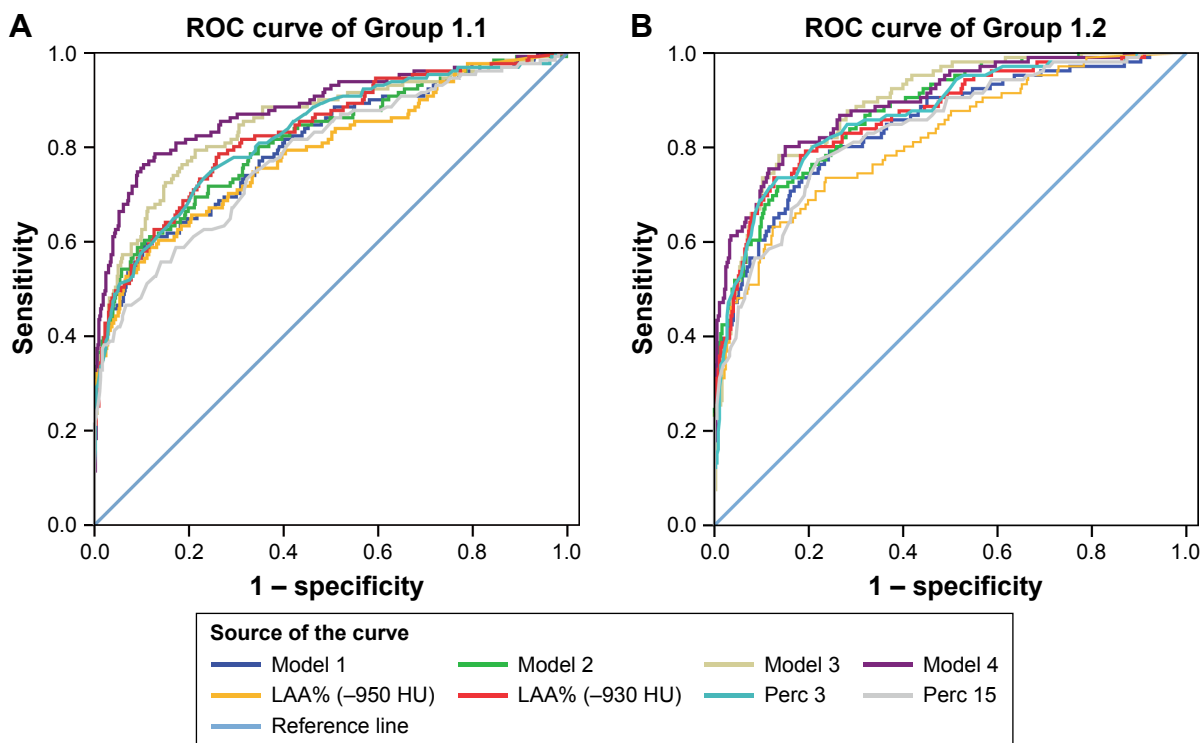 A
ROC curve of Group 1.1
1.0
0.8
0.6
0.4
0.2
0.0
Sensitivity
0.0 0.2 0.4 0.6 0.8 1.0
1 – specificity
B
ROC curve of Group 1.2
1.0
0.8
0.6
0.4
0.2
0.0
Sensitivity
0.0 0.2 0.4 0.6 0.8 1.0
1 – specificity
Source of the curve
Model 1 Model 2 Model 3 Model 4
LAA% (–950 HU) LAA% (–930 HU) Perc 3 Perc 15
Reference line